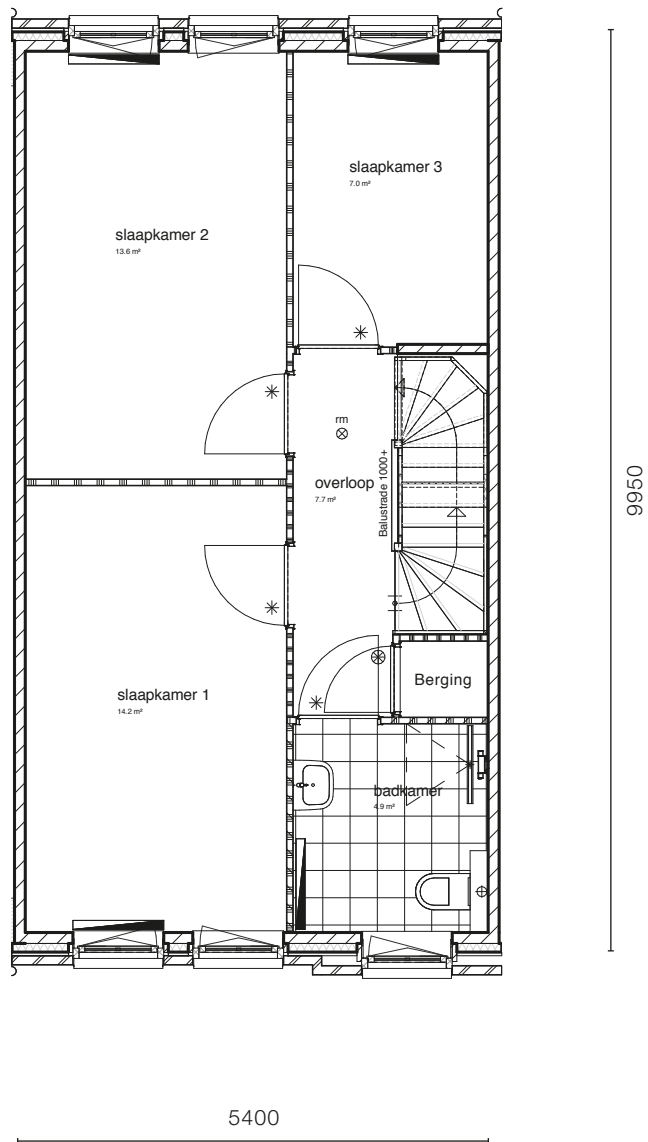 slaapkamer 3
7.0 m²
slaapkamer 2
13.6 m²
rm
overloop
7.7 m²
Balustrade 1000+
9950
Berging
slaapkamer 1
14.2 m²
badkamer
4.9 m²
5400